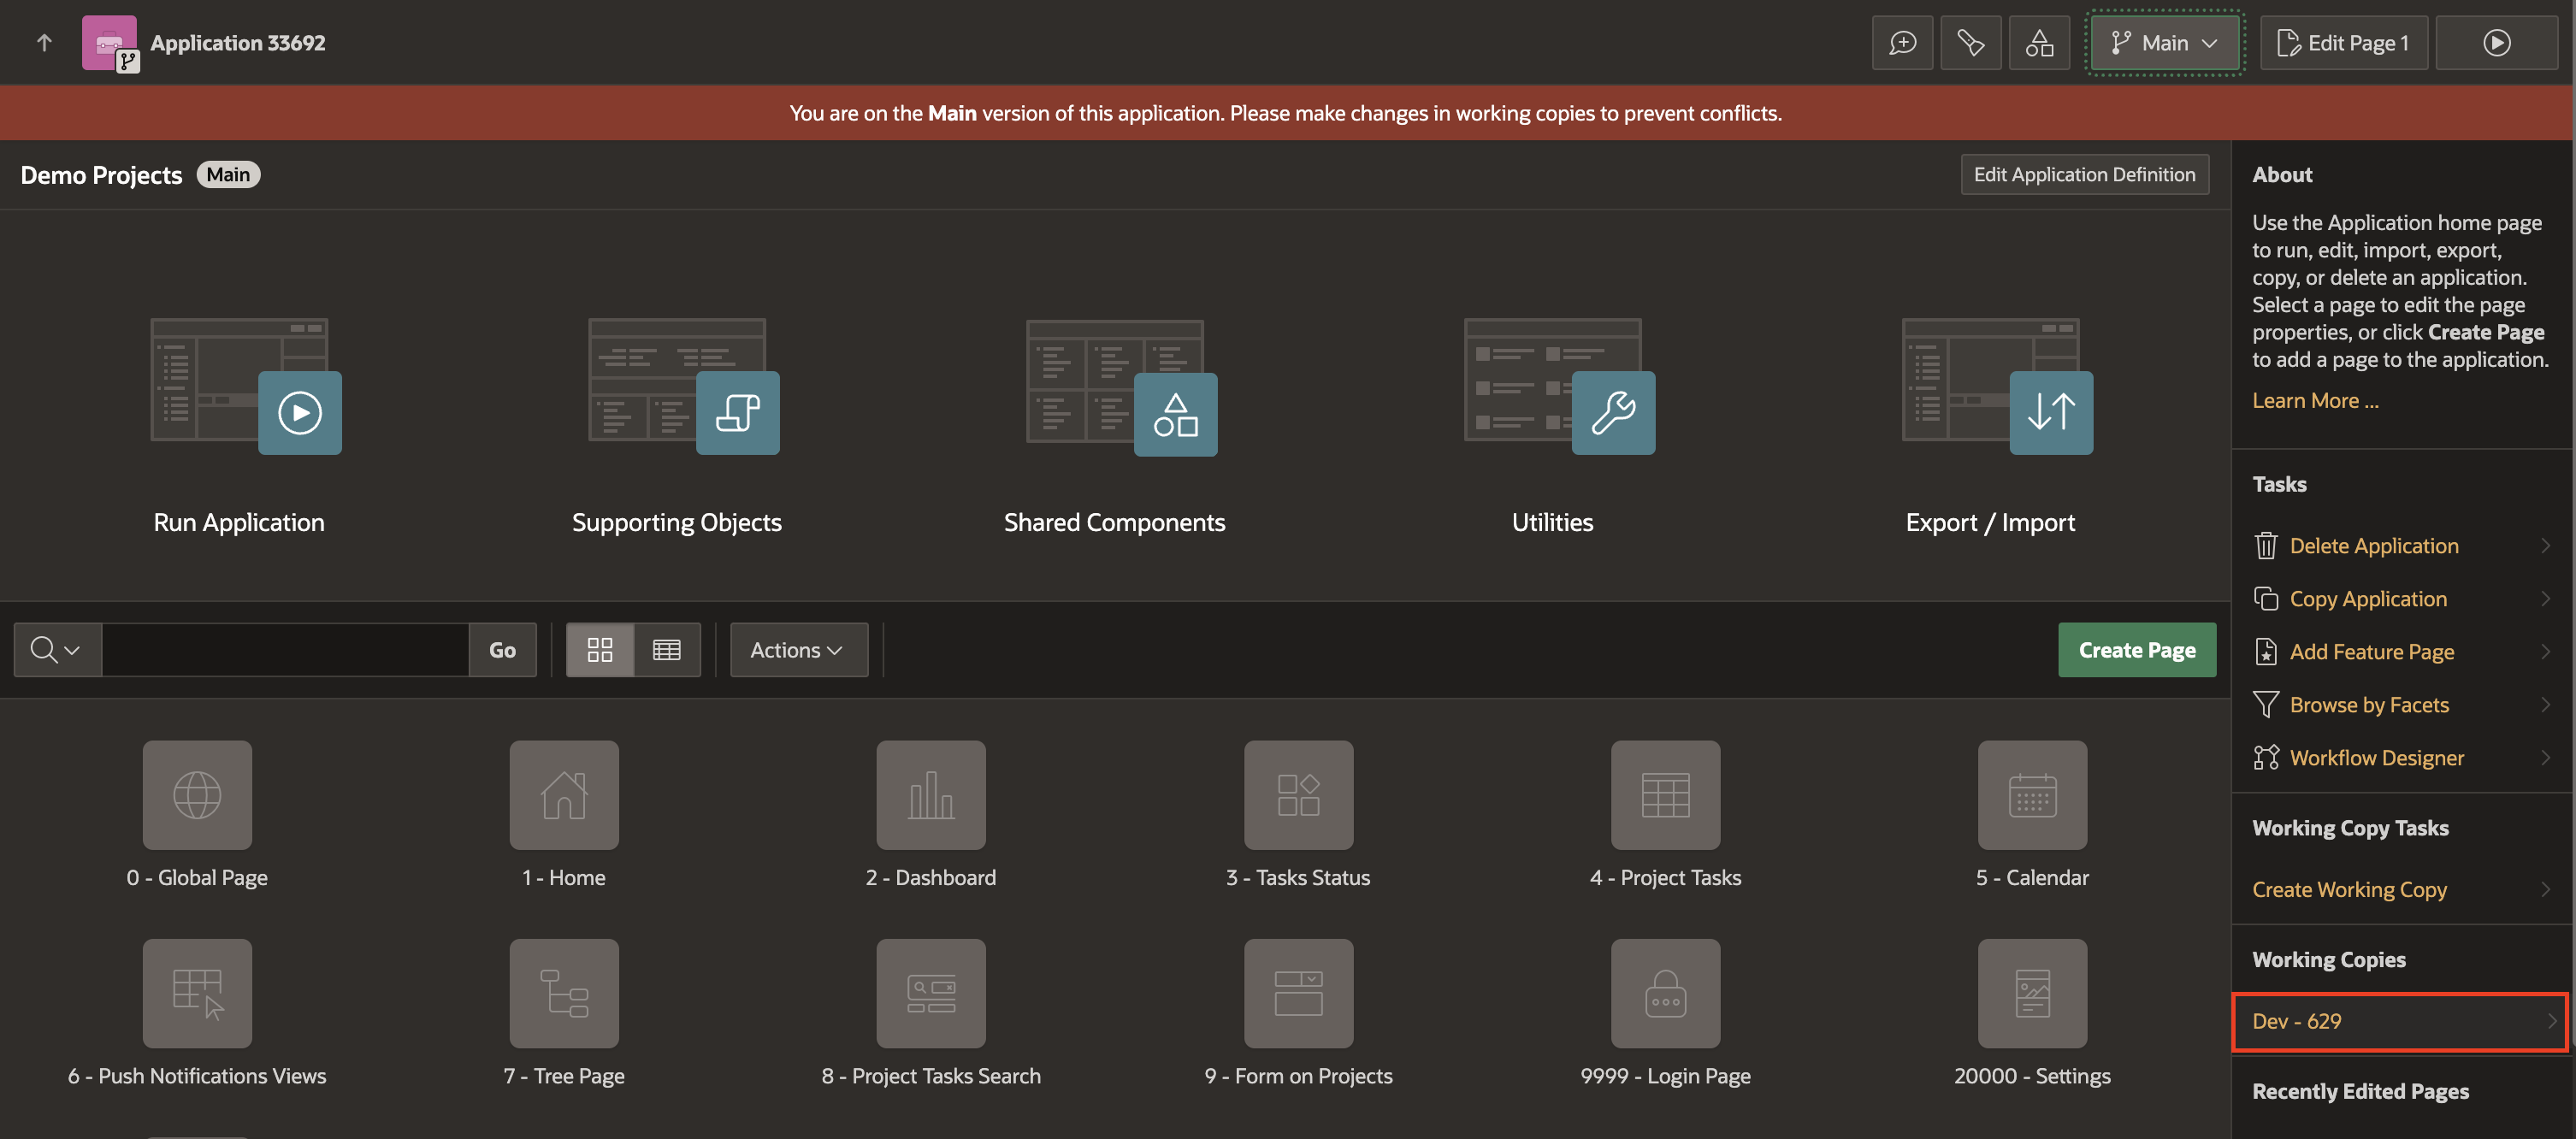 Application 33692
Main
Edit Page 1
You are on the Main version of this application. Please make changes in working copies to prevent conflicts.
Demo Projects
Main
Edit Application Definition
Run Application
Supporting Objects
Shared Components
Utilities
Export / Import
Go
Actions
Create Page
0 - Global Page
1 - Home
2 - Dashboard
3 - Tasks Status
4 - Project Tasks
5 - Calendar
6 - Push Notifications Views
7 - Tree Page
8 - Project Tasks Search
9 - Form on Projects
9999 - Login Page
20000 - Settings
About
Use the Application home page
to run, edit, import, export,
copy, or delete an application.
Select a page to edit the page
properties, or click Create Page
to add a page to the application.
Learn More ...
Tasks
Delete Application
Copy Application
Add Feature Page
Browse by Facets
Workflow Designer
Working Copy Tasks
Create Working Copy
Working Copies
Dev - 629
Recently Edited Pages